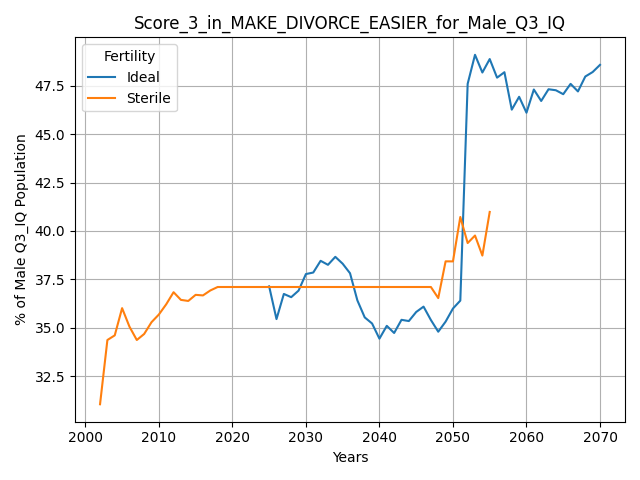 Score_3_in_MAKE_DIVORCE_EASIER_for_Male_Q3_IQ
Fertility
Ideal
Sterile
% of Male Q3_IQ Population
47.5
45.0
42.5
40.0
37.5
35.0
32.5
2000 2010 2020 2030 2040 2050 2060 2070
Years